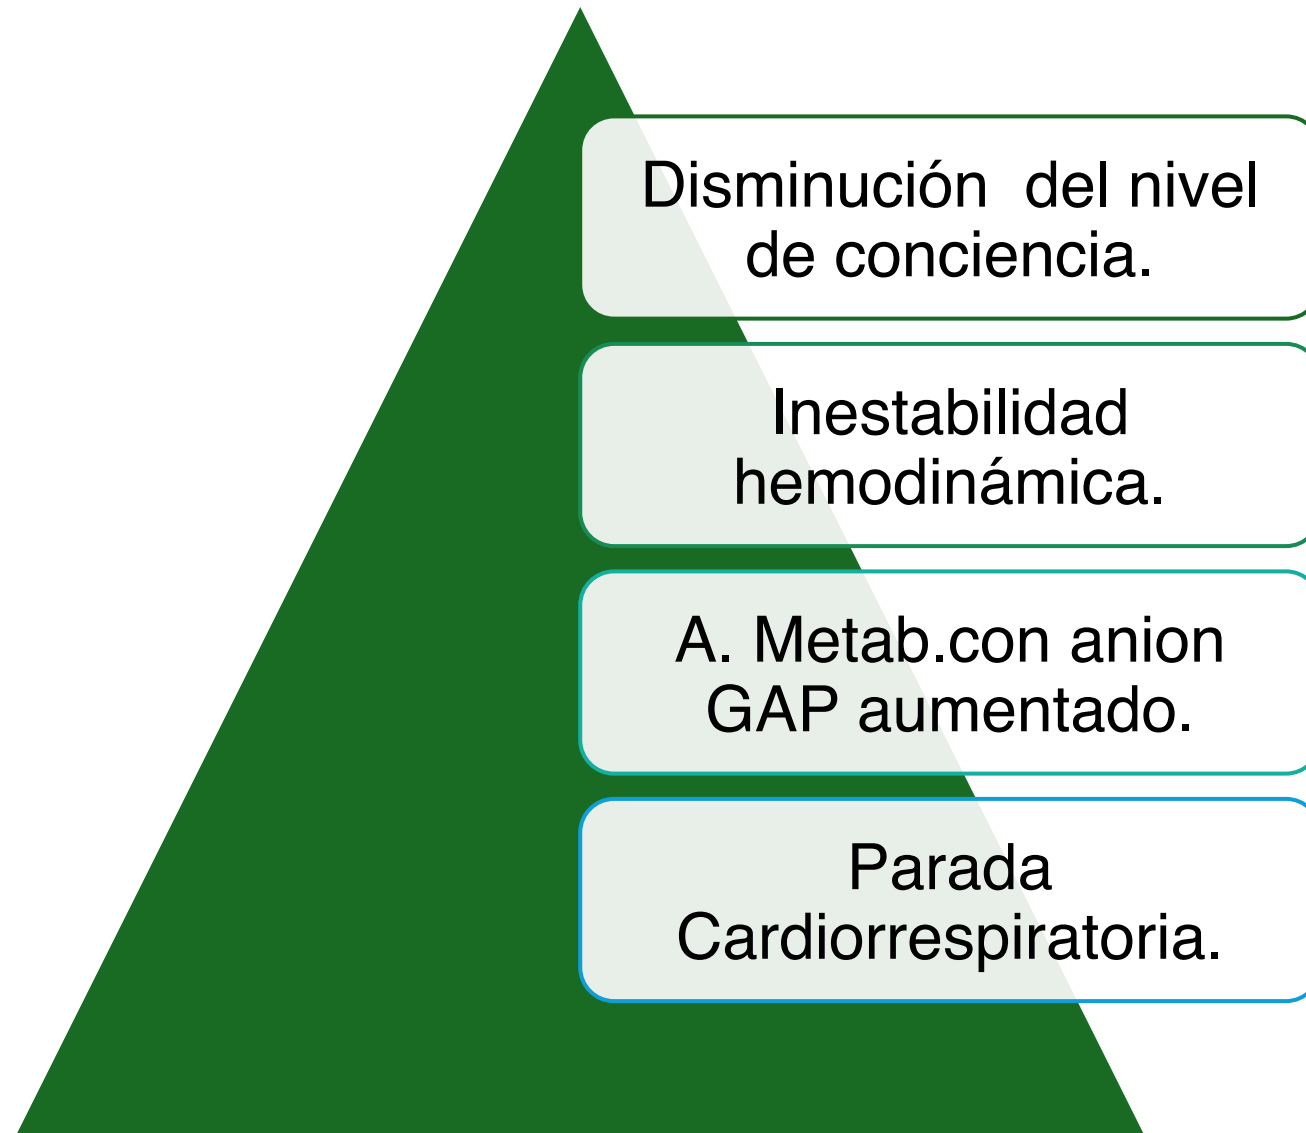 Disminución  del nivel
de conciencia.
Inestabilidad
hemodinámica.
A. Metab.con anion
GAP aumentado.
Parada
Cardiorrespiratoria.